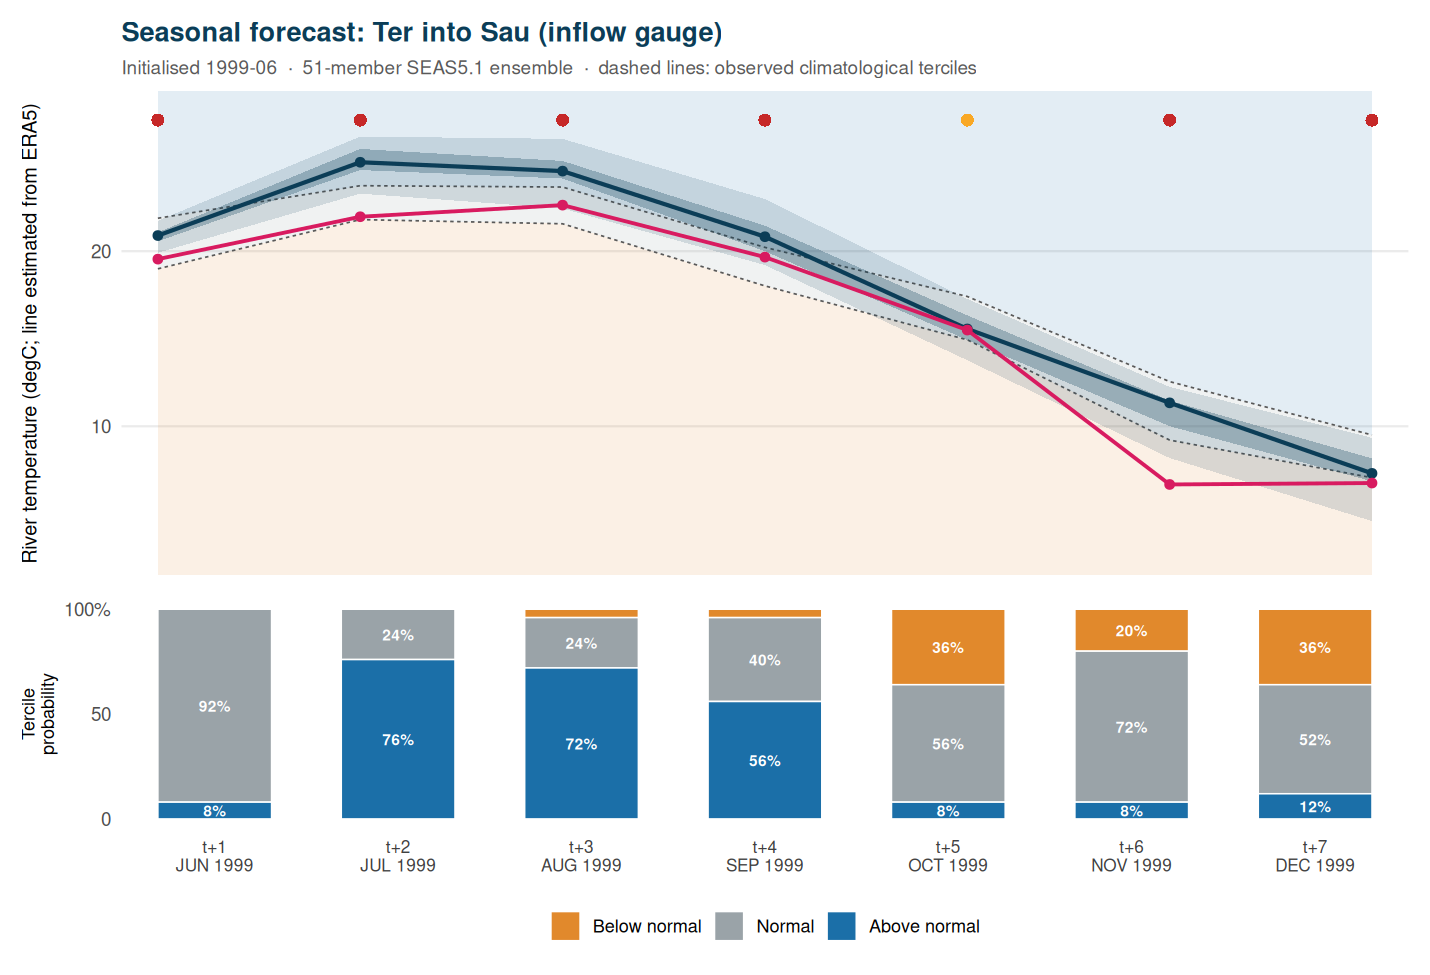 Seasonal forecast: Ter into Sau (inflow gauge)
Initialised 1999-06 · 51-member SEAS5.1 ensemble · dashed lines: observed climatological terciles
River temperature (degC; line estimated from ERA5)
20
10
Tercile
probability
100%
50
0
92%
8%
24%
76%
24%
72%
40%
56%
36%
56%
8%
20%
72%
8%
36%
52%
12%
t+1
JUN 1999
t+2
JUL 1999
t+3
AUG 1999
t+4
SEP 1999
t+5
OCT 1999
t+6
NOV 1999
t+7
DEC 1999
Below normal
Normal
Above normal